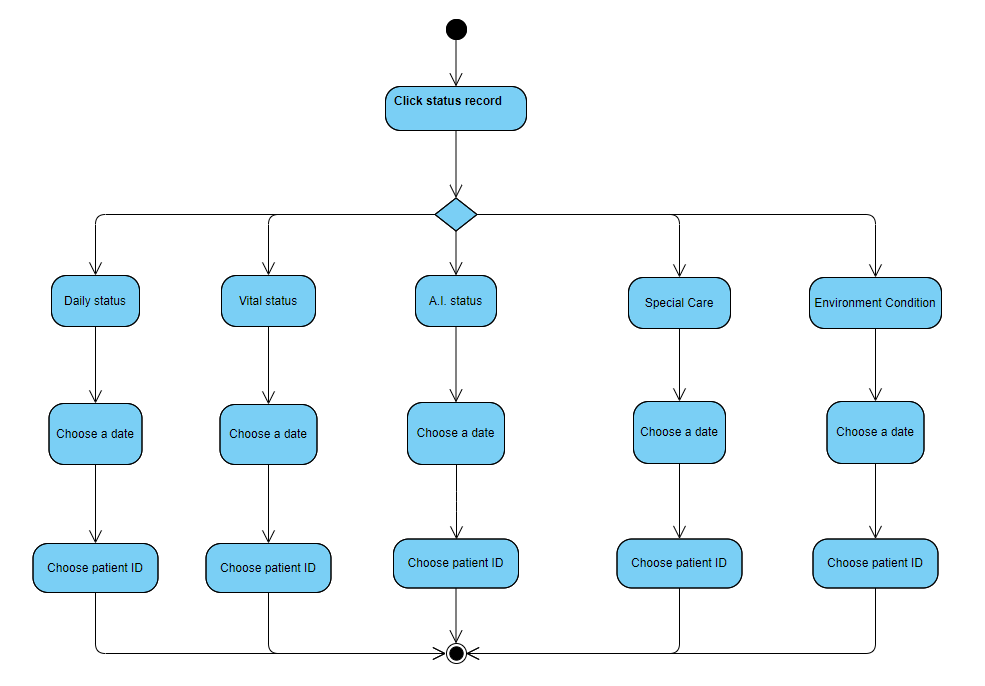 Click status record
Daily status
Vital status
A.I. status
Special Care
Environment Condition
Choose a date
Choose a date
Choose a date
Choose a date
Choose a date
Choose patient ID
Choose patient ID
Choose patient ID
Choose patient ID
Choose patient ID